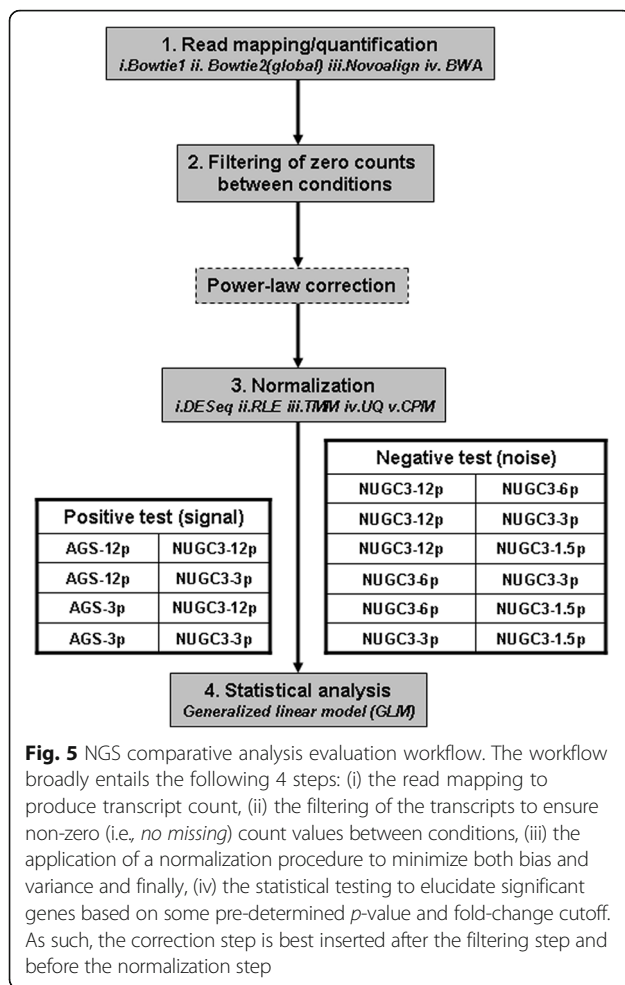 1. Read mapping/quantification
i.Bowtie1 ii. Bowtie2(global) iii.Novoalign iv. BWA
2. Filtering of zero counts
between conditions
Power-law correction
3. Normalization
i.DESeq ii.RLE iii.TMM iv.UQ v.CPM
Positive test (signal)
AGS-12p NUGC3-12p
AGS-12p NUGC3-3p
AGS-3p NUGC3-12p
AGS-3p NUGC3-3p
Negative test (noise)
NUGC3-12p NUGC3-6p
NUGC3-12p NUGC3-3p
NUGC3-12p NUGC3-1.5p
NUGC3-6p NUGC3-3p
NUGC3-6p NUGC3-1.5p
NUGC3-3p NUGC3-1.5p
4. Statistical analysis
Generalized linear model (GLM)
Fig. 5 NGS comparative analysis evaluation workflow. The workflow
broadly entails the following 4 steps: (i) the read mapping to
produce transcript count, (ii) the filtering of the transcripts to ensure
non-zero (i.e., no missing) count values between conditions, (iii) the
application of a normalization procedure to minimize both bias and
variance and finally, (iv) the statistical testing to elucidate significant
genes based on some pre-determined p-value and fold-change cutoff.
As such, the correction step is best inserted after the filtering step and
before the normalization step